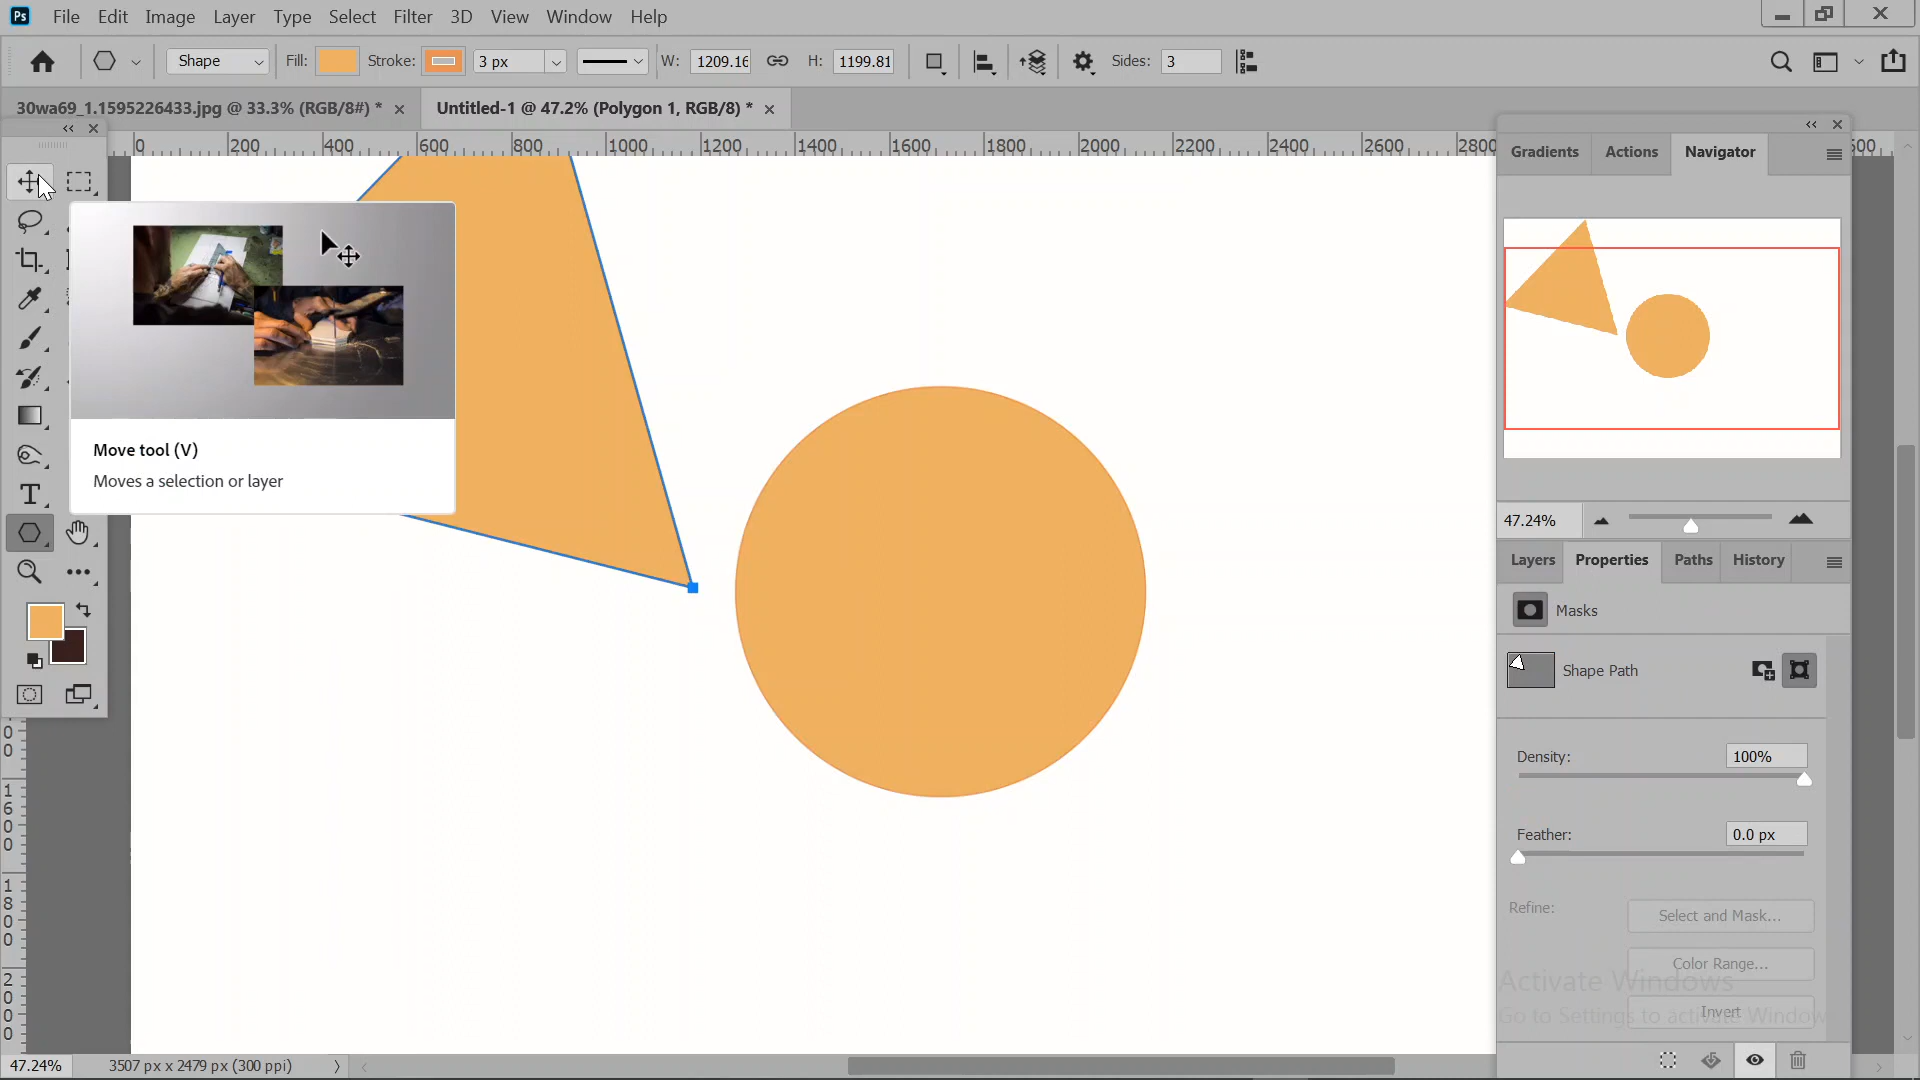 Ps File Edit Image Layer Type Select Filter 3D View Window Help
Shape Fill: Stroke: 3 px W: 1209.16 H: 1199.81 Sides: 3
30wa69_1.1595226433.jpg @ 33.3% (RGB/8#) * Untitled-1 @ 47.2% (Polygon 1, RGB/8) *
0 200 400 600 800 1000 1200 1400 1600 1800 2000 2200 2400 2600 2800
Gradients Actions Navigator
Move tool (V)
Moves a selection or layer
T
47.24%
Layers Properties Paths History
Masks
Shape Path
Density: 100%
Feather: 0.0 px
Refine: Select and Mask...
Color Range...
Invert
Activate Windows
Go to Settings to activate Window
1600
1800
2000
47.24% 3507 px x 2479 px (300 ppi)